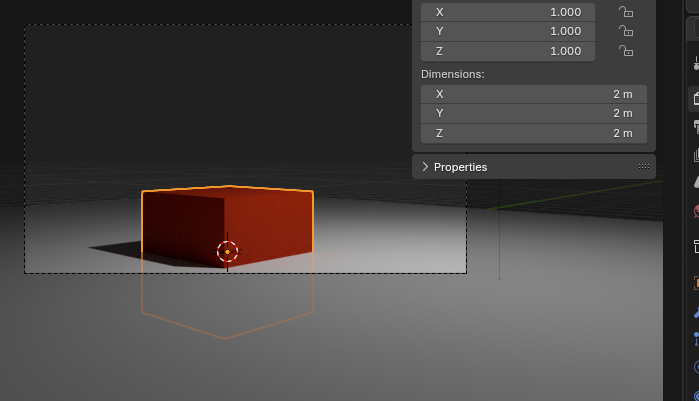 X 1.000
Y 1.000
Z 1.000
Dimensions:
X 2 m
Y 2 m
Z 2 m
Properties